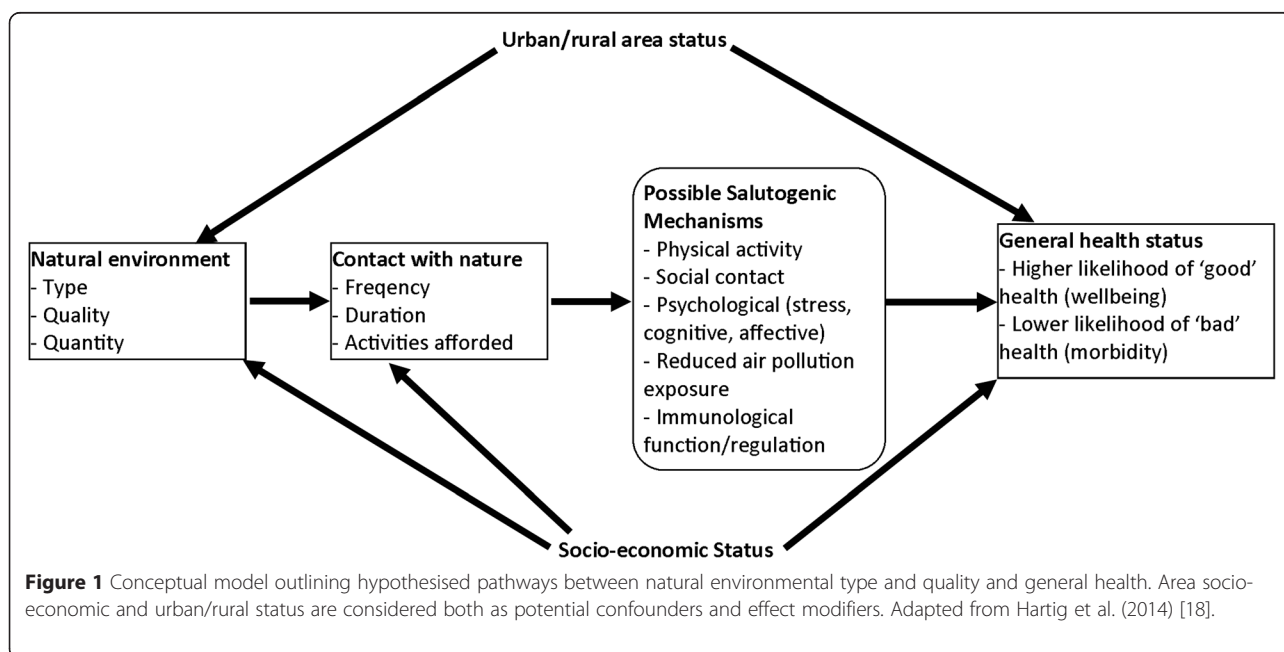 Urban/rural area status
Natural environment
- Type
- Quality
- Quantity
Contact with nature
- Freqency
- Duration
- Activities afforded
Possible Salutogenic
Mechanisms
- Physical activity
- Social contact
- Psychological (stress,
cognitive, affective)
- Reduced air pollution
exposure
- Immunological
function/regulation
General health status
- Higher likelihood of ‘good’
health (wellbeing)
- Lower likelihood of ‘bad’
health (morbidity)
Socio-economic Status
Figure 1 Conceptual model outlining hypothesised pathways between natural environmental type and quality and general health. Area socio-
economic and urban/rural status are considered both as potential confounders and effect modifiers. Adapted from Hartig et al. (2014) [18].